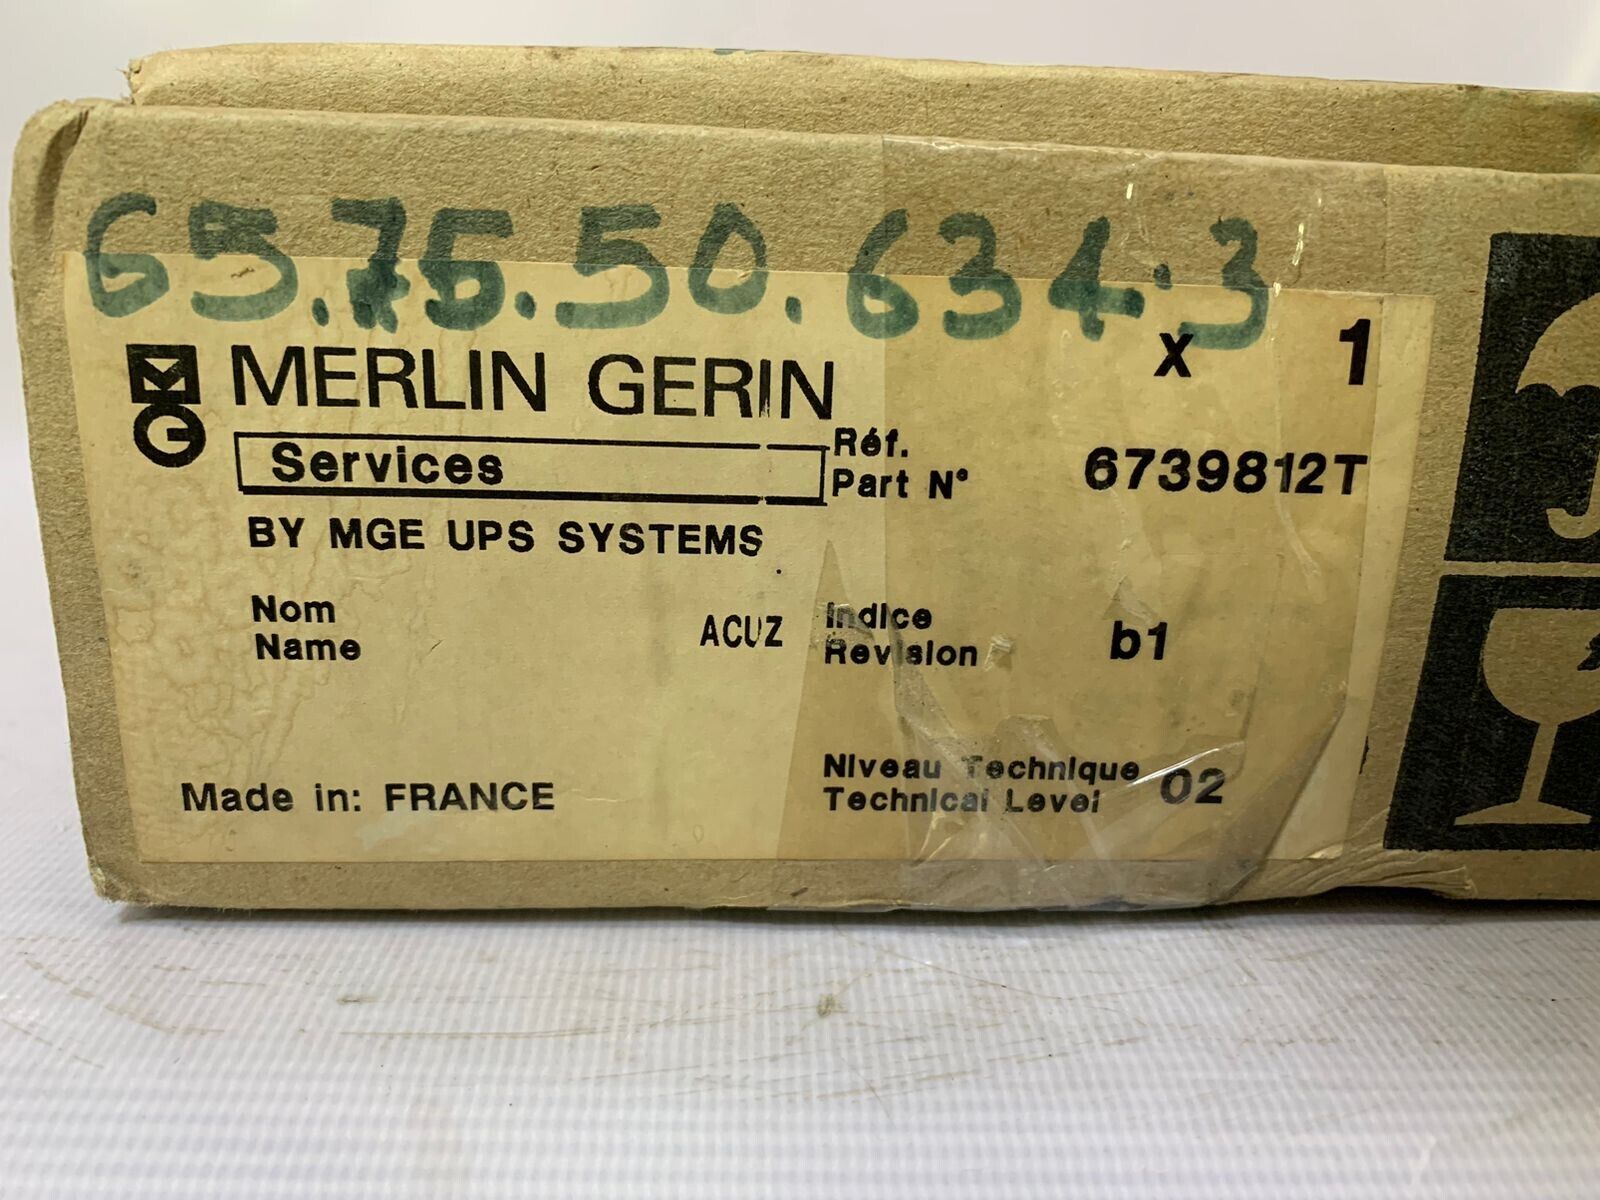 65.75.50.634.3
MERLIN GERIN
x 1
Services
Réf.
Part N° 6739812T
BY MGE UPS SYSTEMS
Nom
Name
ACUZ
Indice
Revision
b1
Made in: FRANCE
Niveau Technique
Technical Level
02